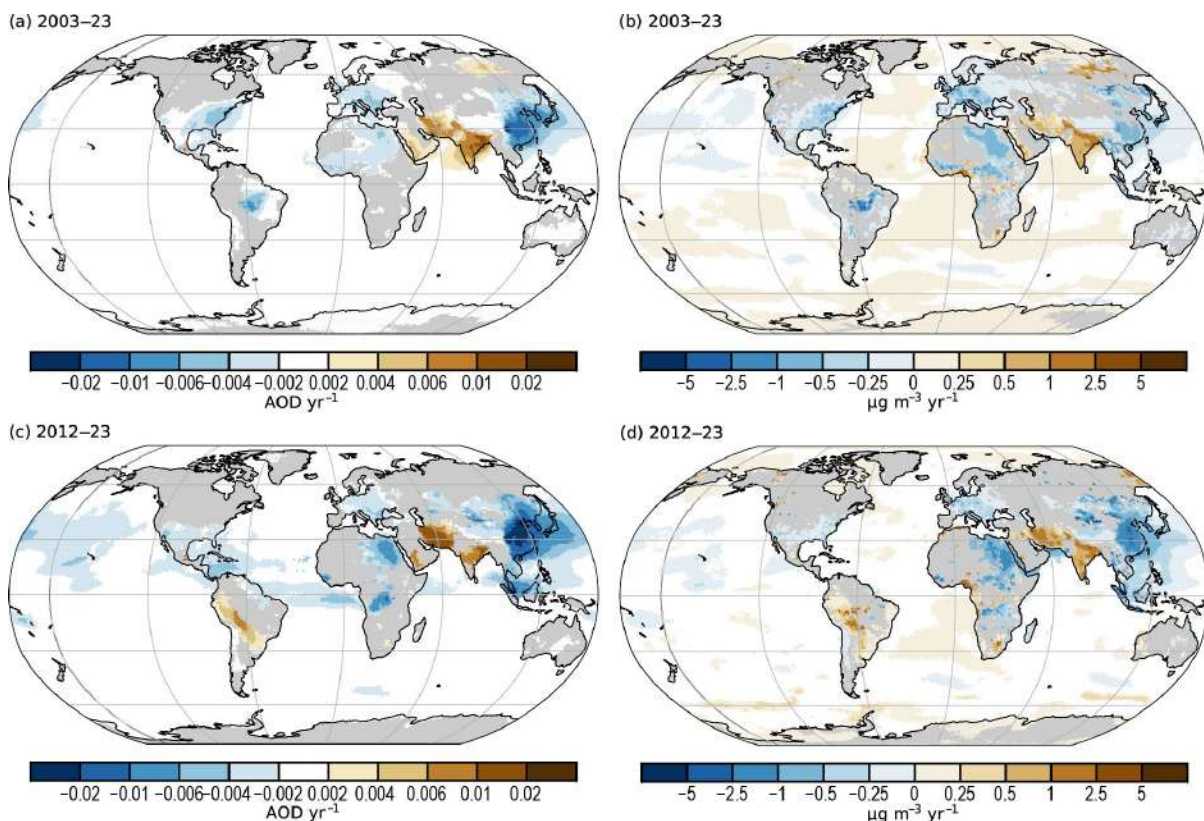 (a) 2003–23
(b) 2003–23
−0.02 −0.01 −0.006 −0.004 −0.002 0.002 0.004 0.006 0.01 0.02
AOD yr⁻¹
−5 −2.5 −1 −0.5 −0.25 0 0.25 0.5 1 2.5 5
μg m⁻³ yr⁻¹
(c) 2012–23
(d) 2012–23
−0.02 −0.01 −0.006 −0.004 −0.002 0.002 0.004 0.006 0.01 0.02
AOD yr⁻¹
−5 −2.5 −1 −0.5 −0.25 0 0.25 0.5 1 2.5 5
μg m⁻³ yr⁻¹